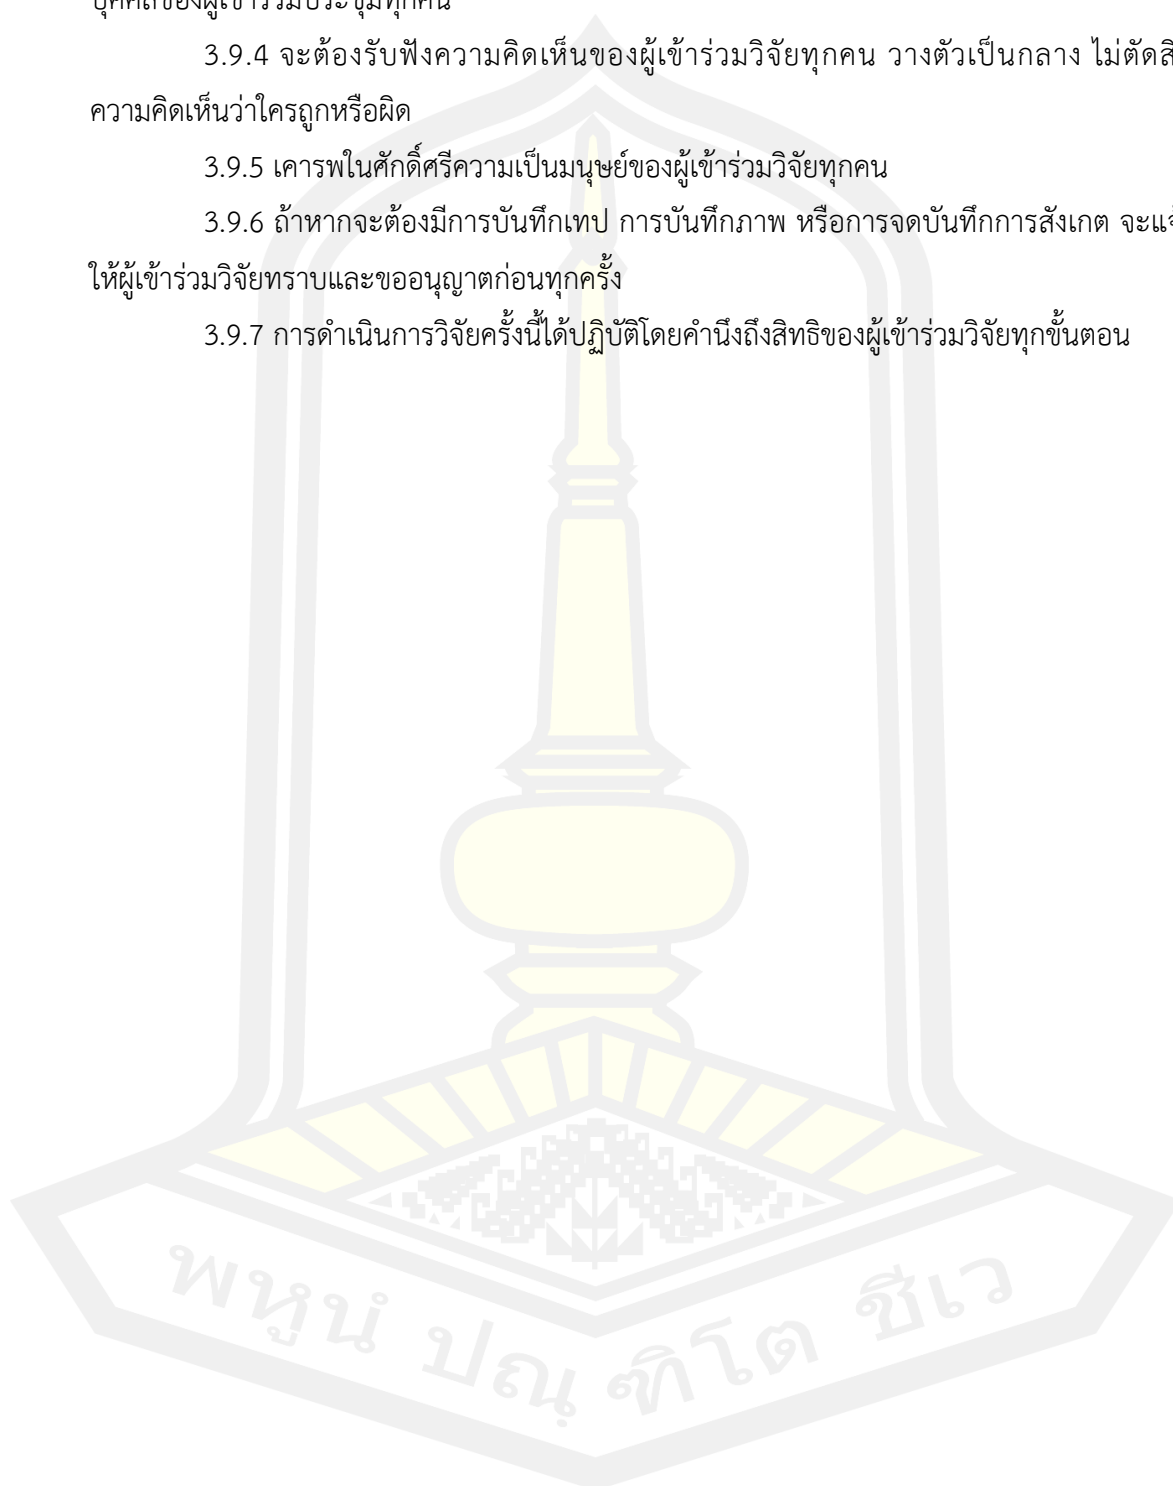 บุคคลของผู้เข้าร่วมประชุมทุกคน
3.9.4 จะต้องรับฟังความคิดเห็นของผู้เข้าร่วมวิจัยทุกคน วางตัวเป็นกลาง ไม่ตัดสิ
ความคิดเห็นว่าใครถูกหรือผิด
3.9.5 เคารพในศักดิ์ศรีความเป็นมนุษย์ของผู้เข้าร่วมวิจัยทุกคน
3.9.6 ถ้าหากจะต้องมีการบันทึกเทป การบันทึกภาพ หรือการจดบันทึกการสังเกต จะแจ้
ให้ผู้เข้าร่วมวิจัยทราบและขออนุญาตก่อนทุกครั้ง
3.9.7 การดำเนินการวิจัยครั้งนี้ได้ปฏิบัติโดยคำนึงถึงสิทธิของผู้เข้าร่วมวิจัยทุกขั้นตอน
พหูนํ ปณฺฑิโต ชีเว